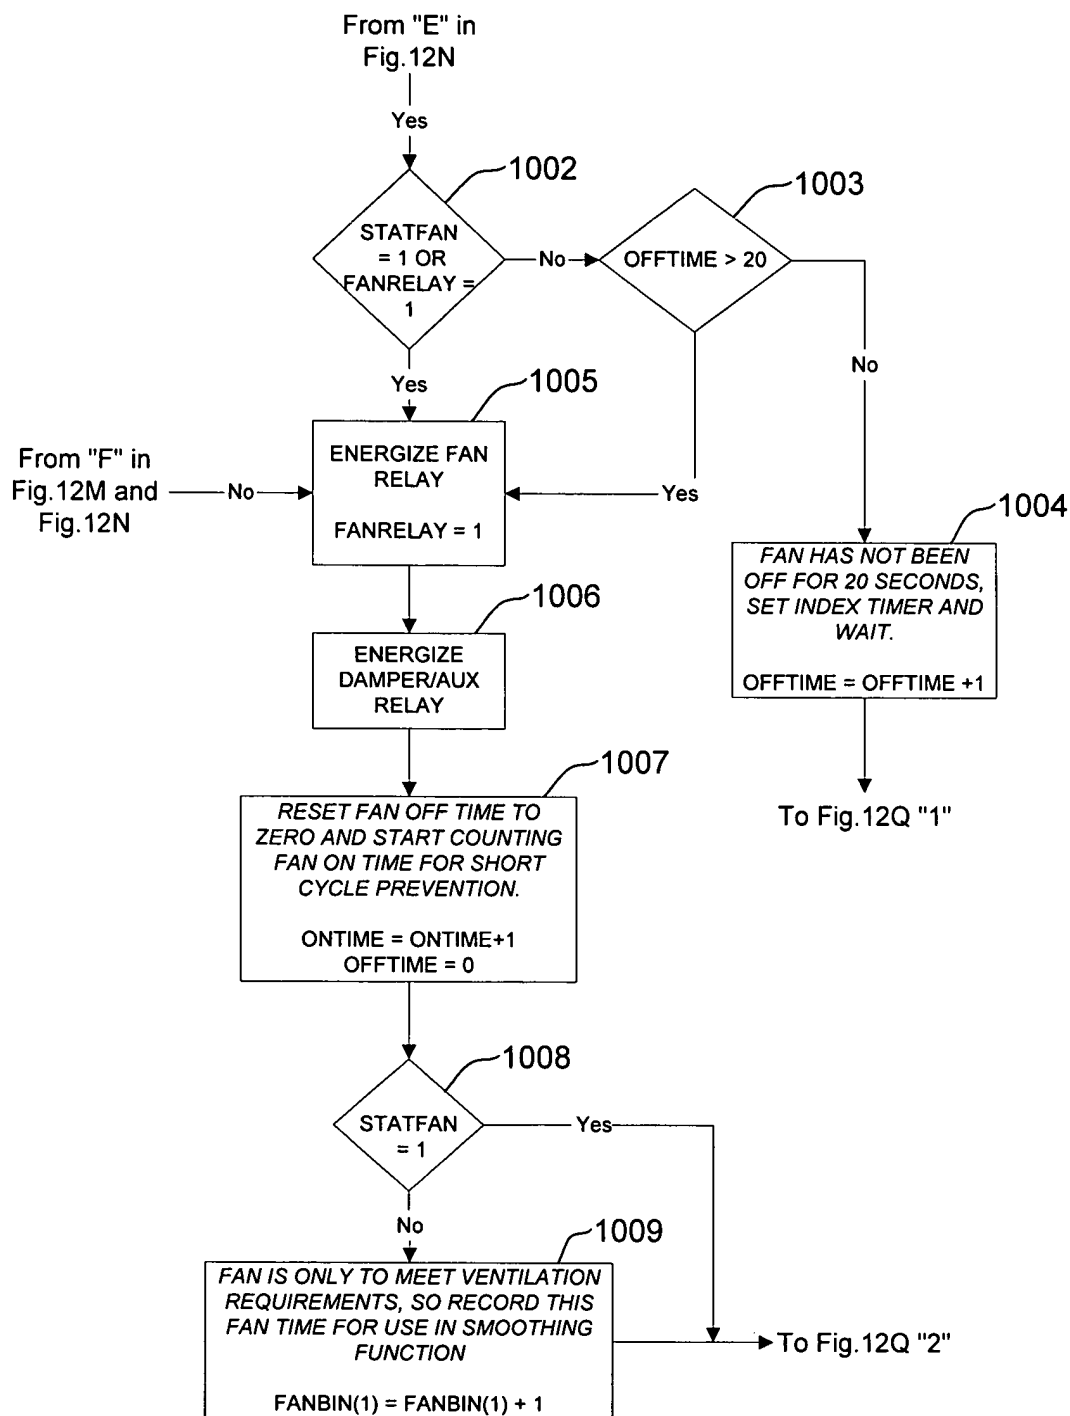 From "E" in
Fig.12N
Yes
1002
STATFAN
= 1 OR
FANRELAY =
1
No
1003
OFFTIME > 20
Yes
No
1005
ENERGIZE FAN
RELAY
FANRELAY = 1
From "F" in
Fig.12M and
Fig.12N
No
Yes
1004
FAN HAS NOT BEEN
OFF FOR 20 SECONDS,
SET INDEX TIMER AND
WAIT.
OFFTIME = OFFTIME +1
1006
ENERGIZE
DAMPER/AUX
RELAY
To Fig.12Q "1"
1007
RESET FAN OFF TIME TO
ZERO AND START COUNTING
FAN ON TIME FOR SHORT
CYCLE PREVENTION.
ONTIME = ONTIME+1
OFFTIME = 0
1008
STATFAN
= 1
Yes
No
1009
FAN IS ONLY TO MEET VENTILATION
REQUIREMENTS, SO RECORD THIS
FAN TIME FOR USE IN SMOOTHING
FUNCTION
FANBIN(1) = FANBIN(1) + 1
To Fig.12Q "2"